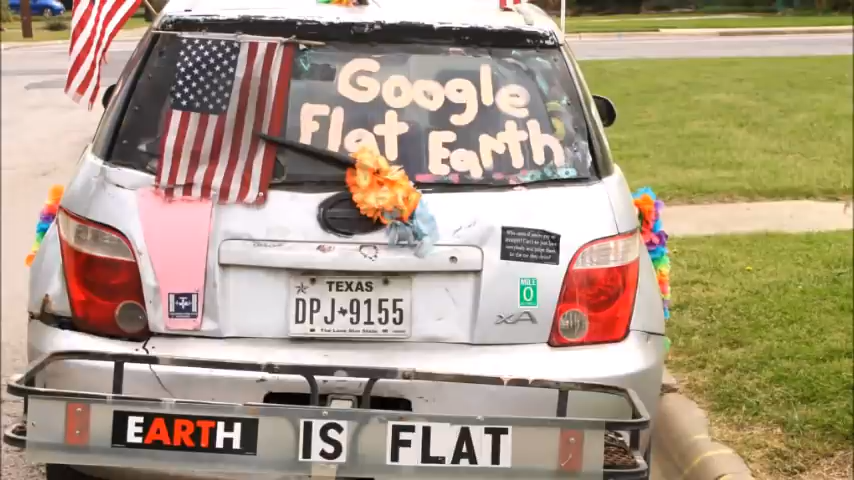 Google
Flat Earth
MILE
0
TEXAS
DPJ★9155
The Lone Star State
xA
EARTH IS FLAT